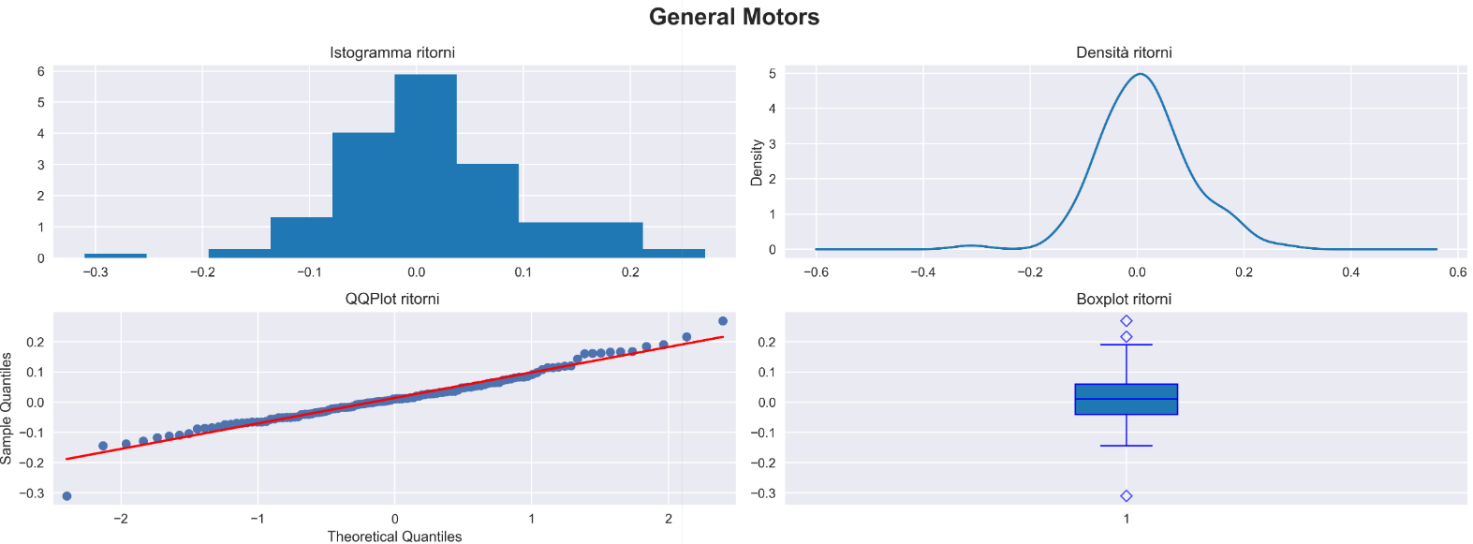 General Motors
Istogramma ritorni
6
5
4
3
2
1
0
−0.3 −0.2 −0.1 0.0 0.1 0.2
Densità ritorni
Density
5
4
3
2
1
0
−0.6 −0.4 −0.2 0.0 0.2 0.4 0.6
QQPlot ritorni
Sample Quantiles
0.2
0.1
0.0
−0.1
−0.2
−0.3
−2 −1 0 1 2
Theoretical Quantiles
Boxplot ritorni
0.2
0.1
0.0
−0.1
−0.2
−0.3
1